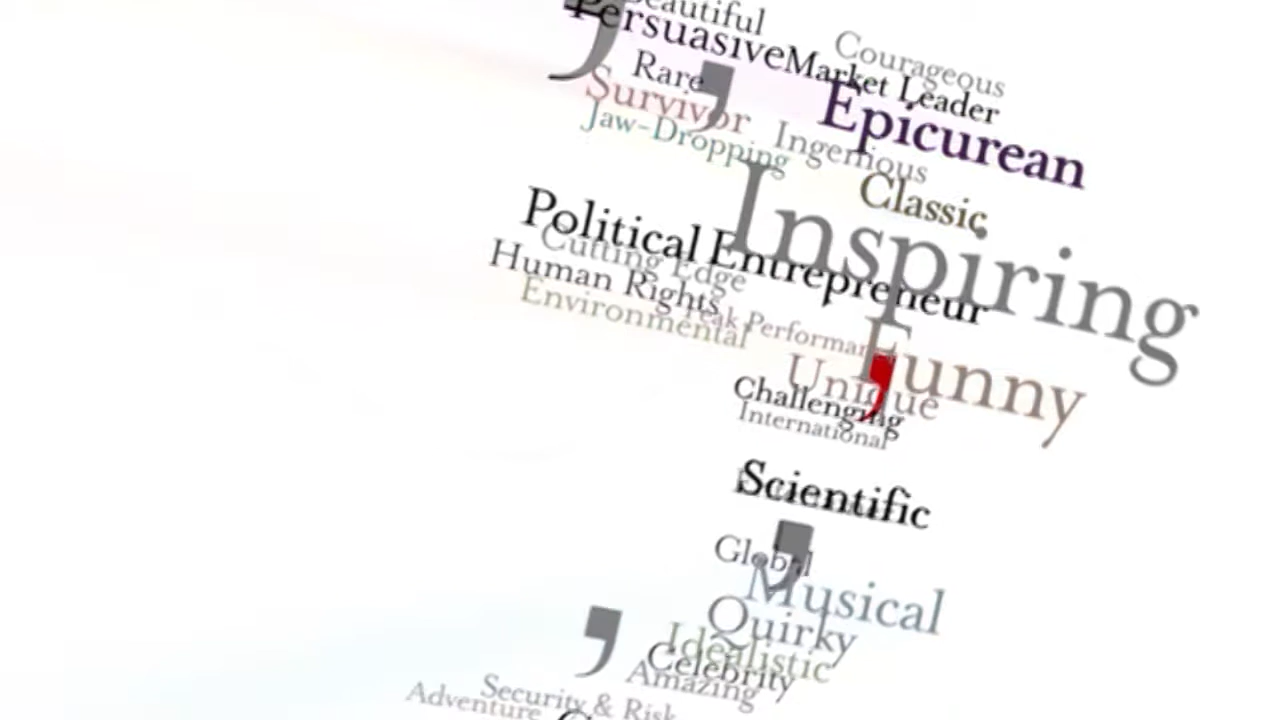 Beautiful
Persuasive
Courageous
Market Leader
Rare
Survivor
Epicurean
Jaw-Dropping
Ingenious
Classic
Inspiring
Political
Entrepreneur
Cutting Edge
Human Rights
Environmental
Peak Performan
Funny
Unique
Challenging
International
Scientific
Global
Musical
Quirky
Idealistic
Celebrity
Amazing
Security & Risk
Adventure